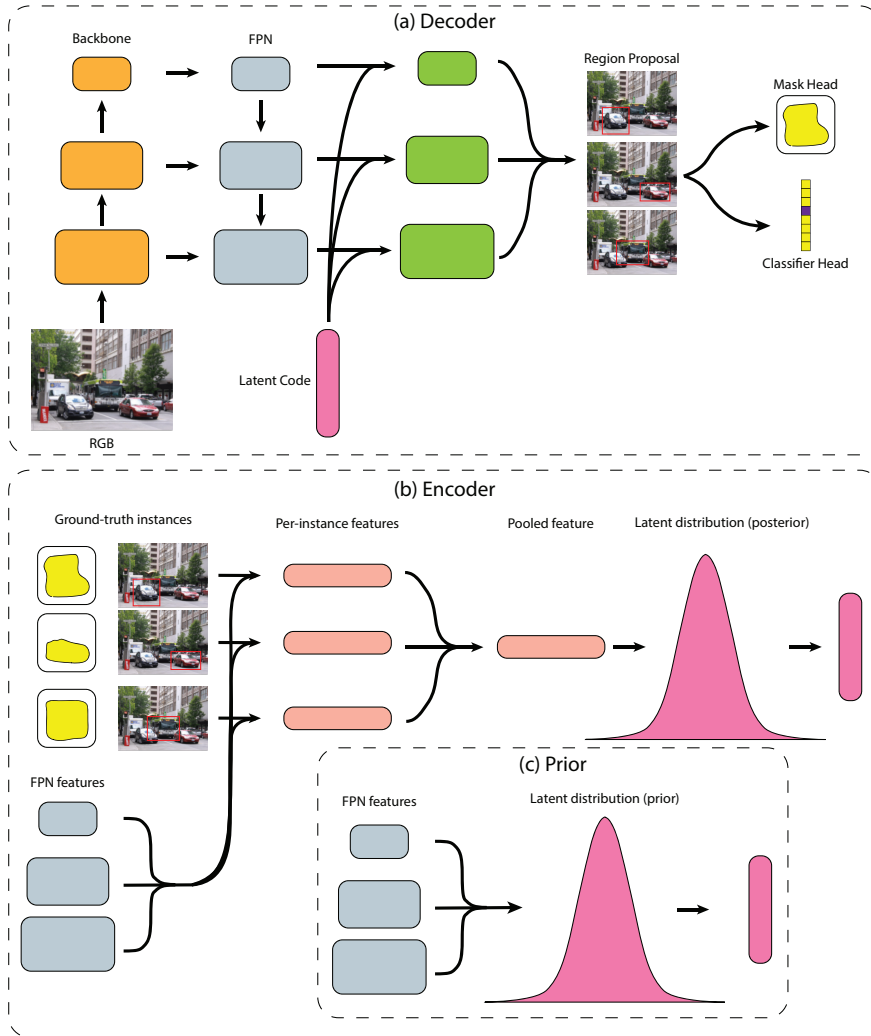 (a) Decoder
Backbone
FPN
Region Proposal
Mask Head
Classifier Head
Latent Code
RGB
(b) Encoder
Ground-truth instances
Per-instance features
Pooled feature
Latent distribution (posterior)
FPN features
(c) Prior
FPN features
Latent distribution (prior)